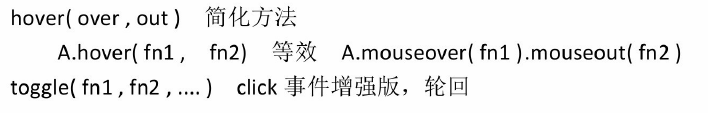 hover( over , out )    简化方法
A.hover( fn1 ,   fn2)    等效    A.mouseover( fn1 ).mouseout( fn2 )
toggle( fn1 , fn2 , .... )    click 事件增强版，轮回